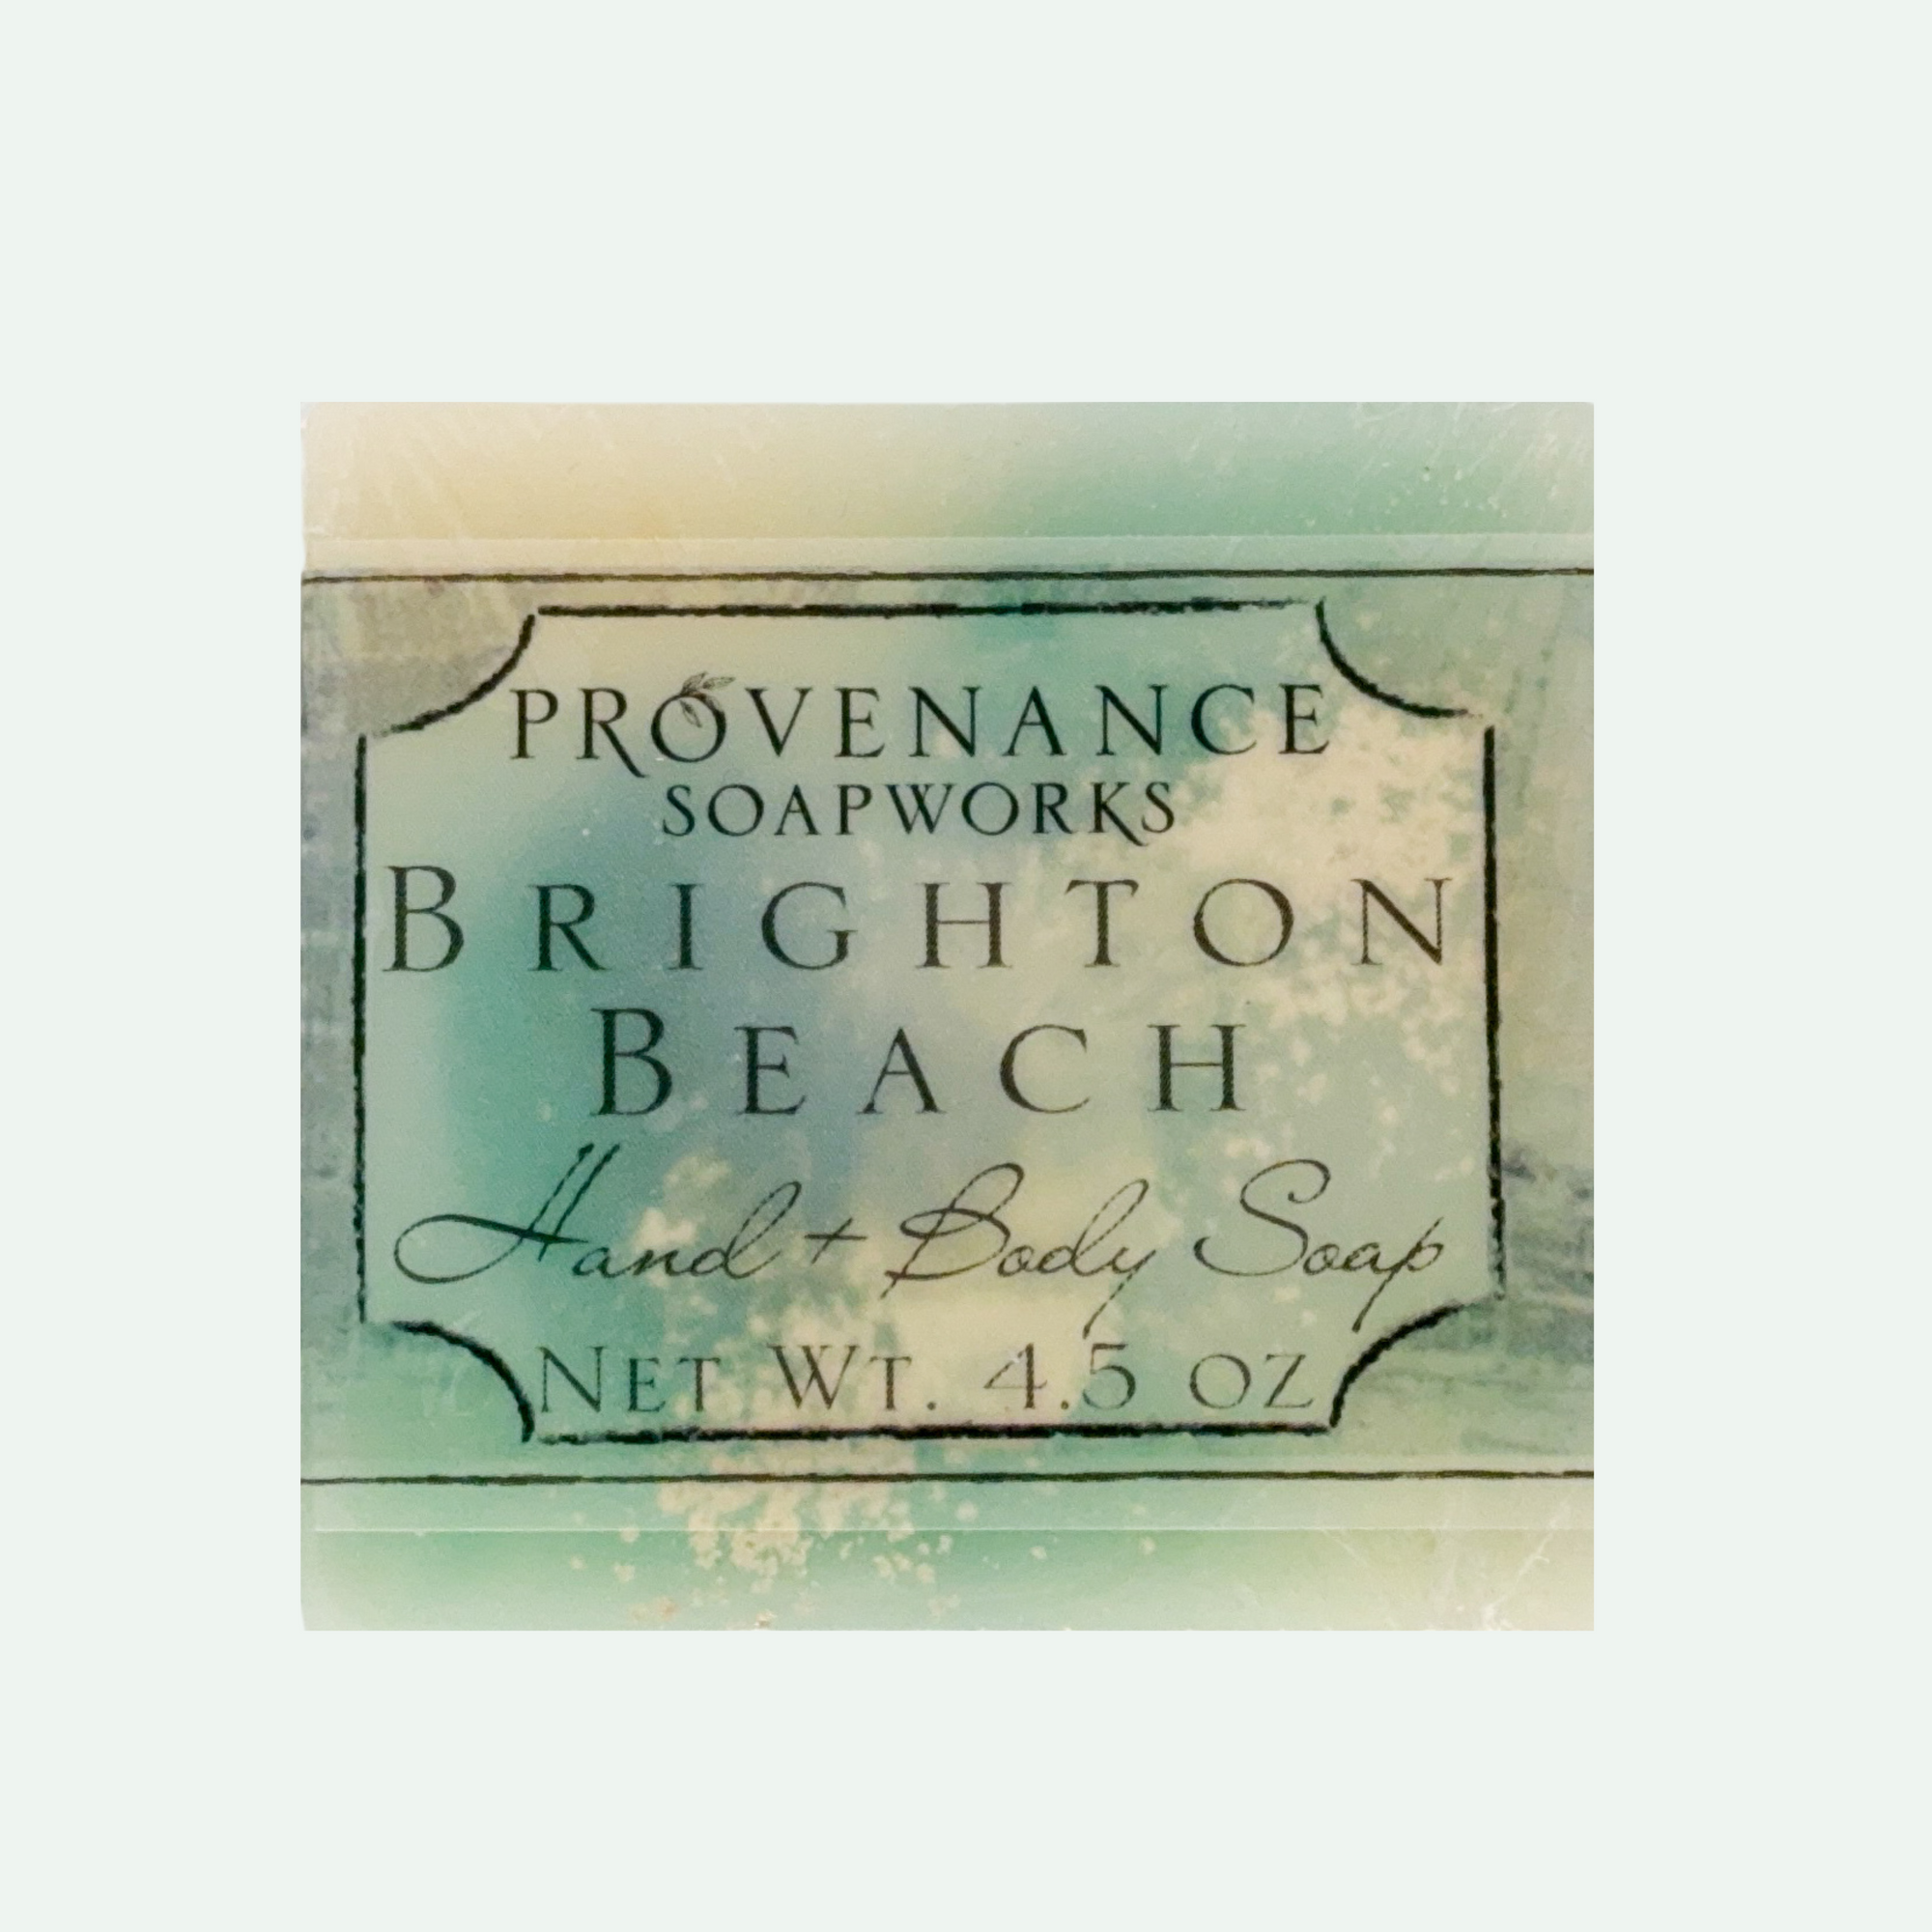 PROVENANCE
SOAPWORKS
BRIGHTON
BEACH
Hand + Body Soap
NET WT. 4.5 OZ